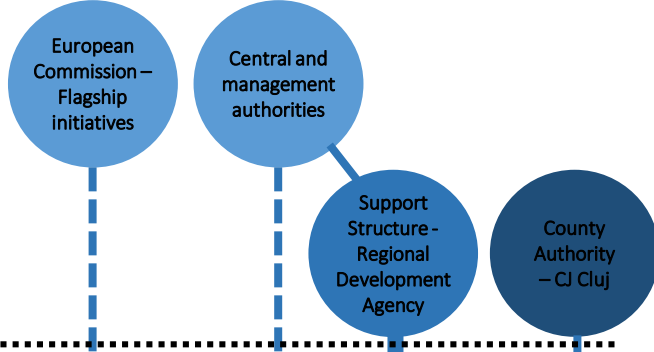 European
Commission –
Flagship
initiatives
Central and
management
authorities
Support
Structure -
Regional
Development
Agency
County
Authority
– CJ Cluj